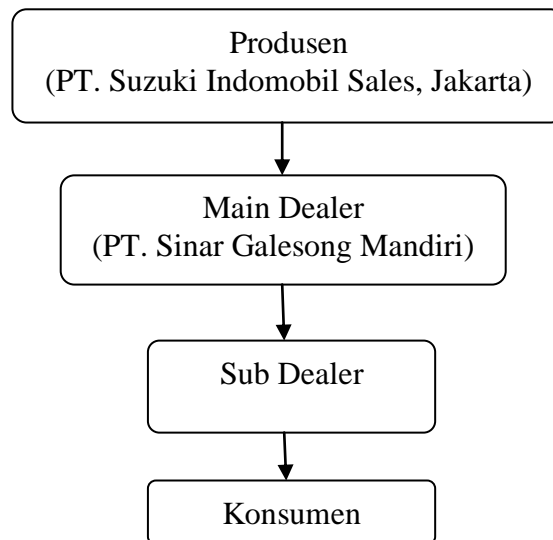 Produsen
(PT. Suzuki Indomobil Sales, Jakarta)
Main Dealer
(PT. Sinar Galesong Mandiri)
Sub Dealer
Konsumen